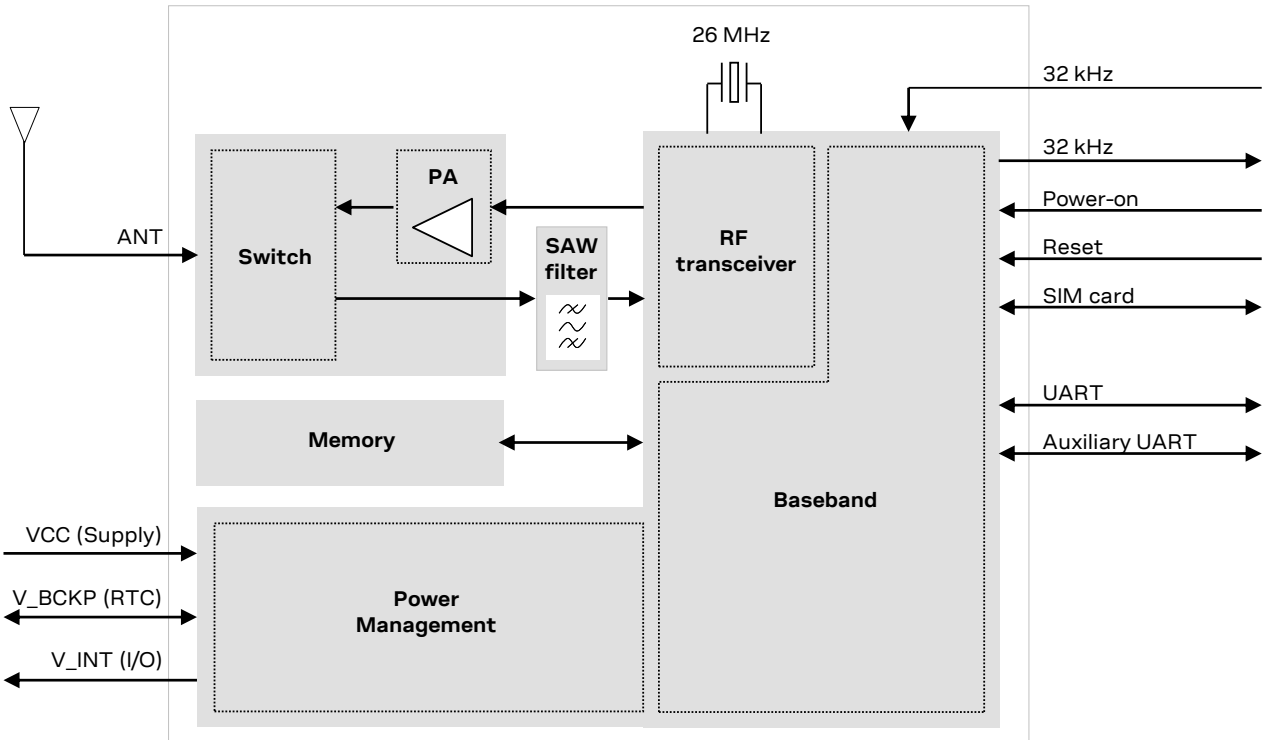 26 MHz
32 kHz
32 kHz
PA
Power-on
ANT
Switch
SAW
filter
RF
transceiver
Reset
SIM card
UART
Memory
Auxiliary UART
Baseband
VCC (Supply)
V_BCKP (RTC)
Power
Management
V_INT (I/O)